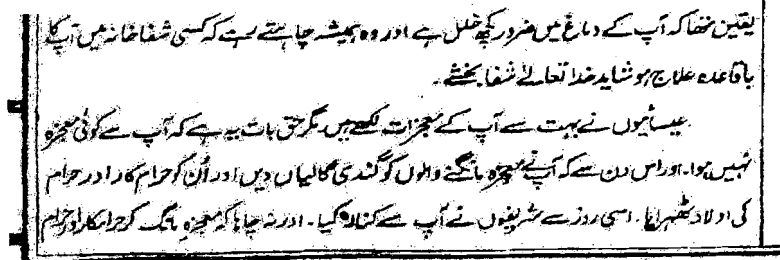 یقین تھا کہ آپ کے دماغ میں ضرور کچھ خلل ہے اور وہ ہمیشہ چاہتے رہے کہ کسی شفاخانہ میں آپکا
باقاعدہ علاج ہو شاید خدا تعالےٰ شفا بخشے۔
عیسائیوں نے بہت سے آپ کے معجزات لکھے ہیں مگر حق بات یہ ہے کہ آپ سے کوئی معجزہ
نہیں ہوا۔ اور اس دن سے کہ آپ نے معجزہ مانگنے والوں کو گندی گالیاں دیں اور اُن کو حرام کار اور حرام
کی اولاد ٹھہرایا۔ اسی روز سے شریفوں نے آپ سے کنارہ کیا۔ اور نہ چاہا کہ معجزہ مانگ کر حرامکار اور حرام